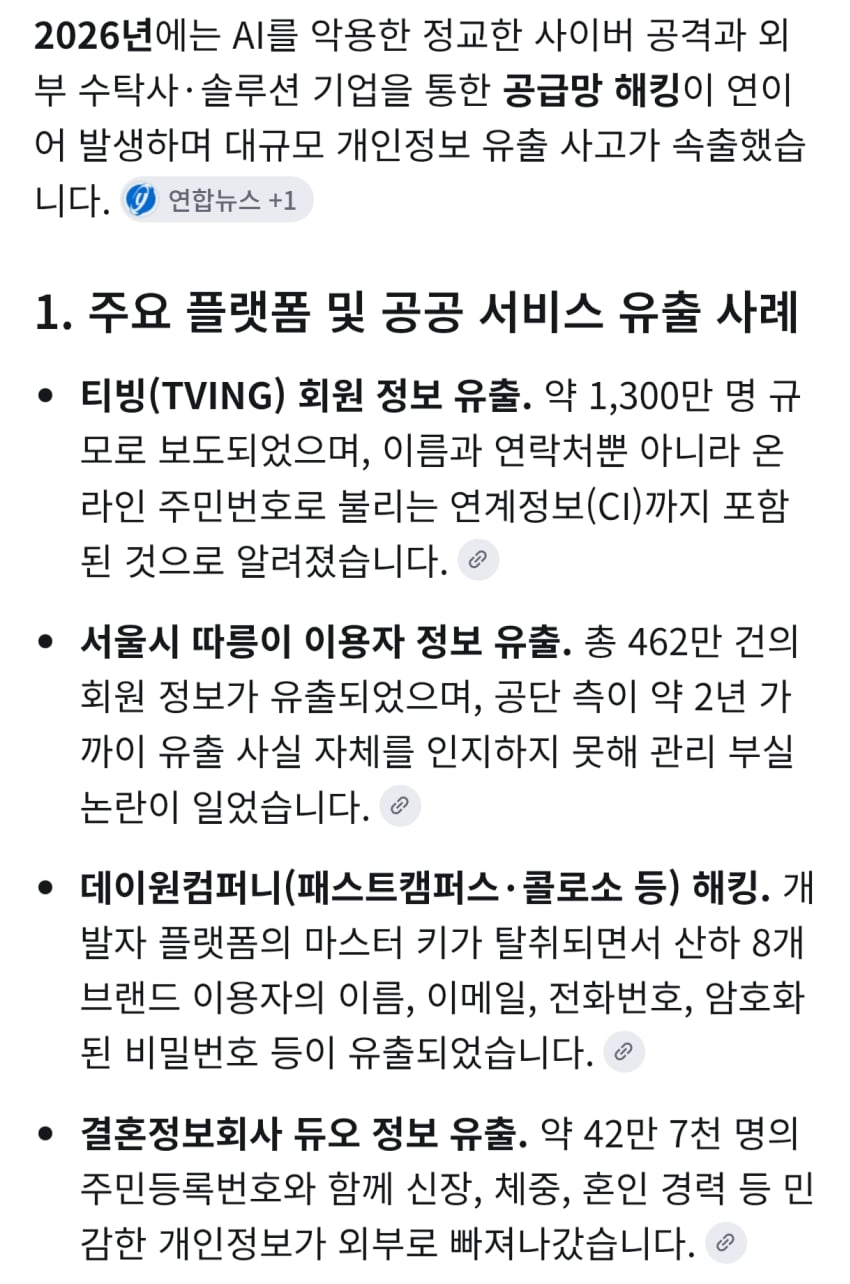 2026년에는 AI를 악용한 정교한 사이버 공격과 외
부 수탁사·솔루션 기업을 통한 공급망 해킹이 연이
어 발생하며 대규모 개인정보 유출 사고가 속출했습
니다. 연합뉴스 +1
1. 주요 플랫폼 및 공공 서비스 유출 사례
• 티빙(TVING) 회원 정보 유출. 약 1,300만 명 규
모로 보도되었으며, 이름과 연락처뿐 아니라 온
라인 주민번호로 불리는 연계정보(CI)까지 포함
된 것으로 알려졌습니다.
• 서울시 따릉이 이용자 정보 유출. 총 462만 건의
회원 정보가 유출되었으며, 공단 측이 약 2년 가
까이 유출 사실 자체를 인지하지 못해 관리 부실
논란이 일었습니다.
• 데이원컴퍼니(패스트캠퍼스·콜로소 등) 해킹. 개
발자 플랫폼의 마스터 키가 탈취되면서 산하 8개
브랜드 이용자의 이름, 이메일, 전화번호, 암호화
된 비밀번호 등이 유출되었습니다.
• 결혼정보회사 듀오 정보 유출. 약 42만 7천 명의
주민등록번호와 함께 신장, 체중, 혼인 경력 등 민
감한 개인정보가 외부로 빠져나갔습니다.